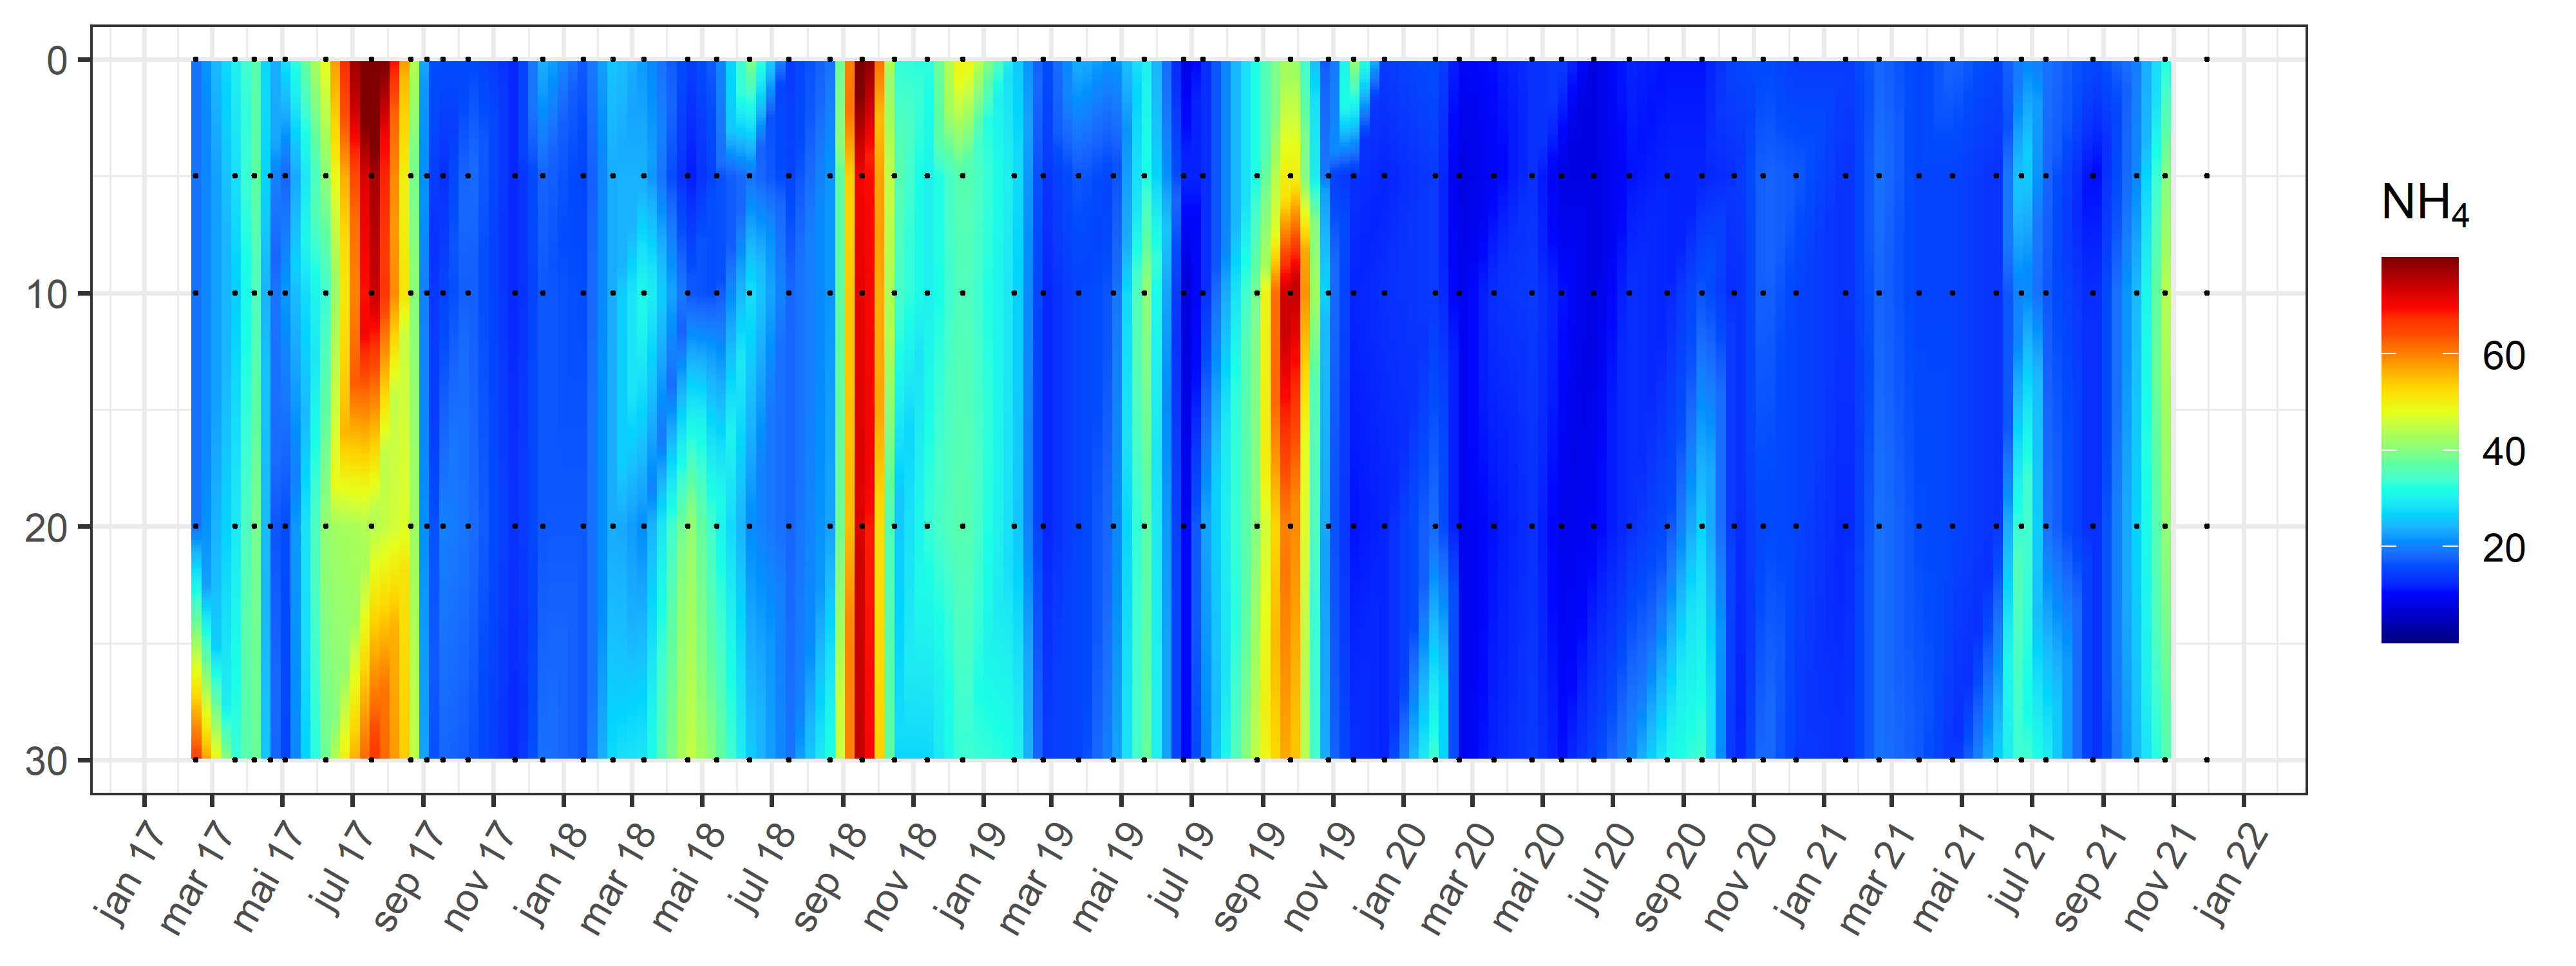 0
10
20
30
jan 17
mar 17
mai 17
jul 17
sep 17
nov 17
jan 18
mar 18
mai 18
jul 18
sep 18
nov 18
jan 19
mar 19
mai 19
jul 19
sep 19
nov 19
jan 20
mar 20
mai 20
jul 20
sep 20
nov 20
jan 21
mar 21
mai 21
jul 21
sep 21
nov 21
jan 22
NH₄
60
40
20